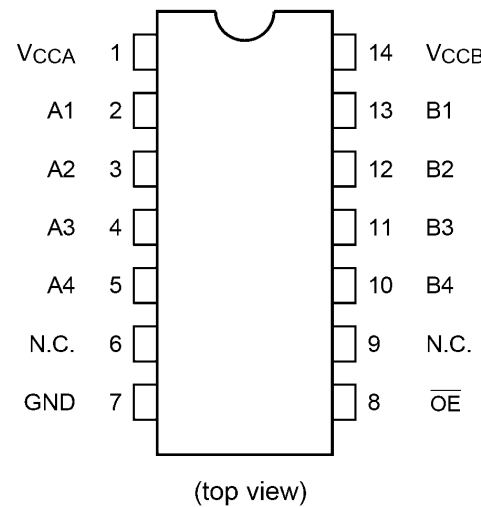 VCCA 1 14 VCCB
A1 2 13 B1
A2 3 12 B2
A3 4 11 B3
A4 5 10 B4
N.C. 6 9 N.C.
GND 7 8 O̅E̅
(top view)